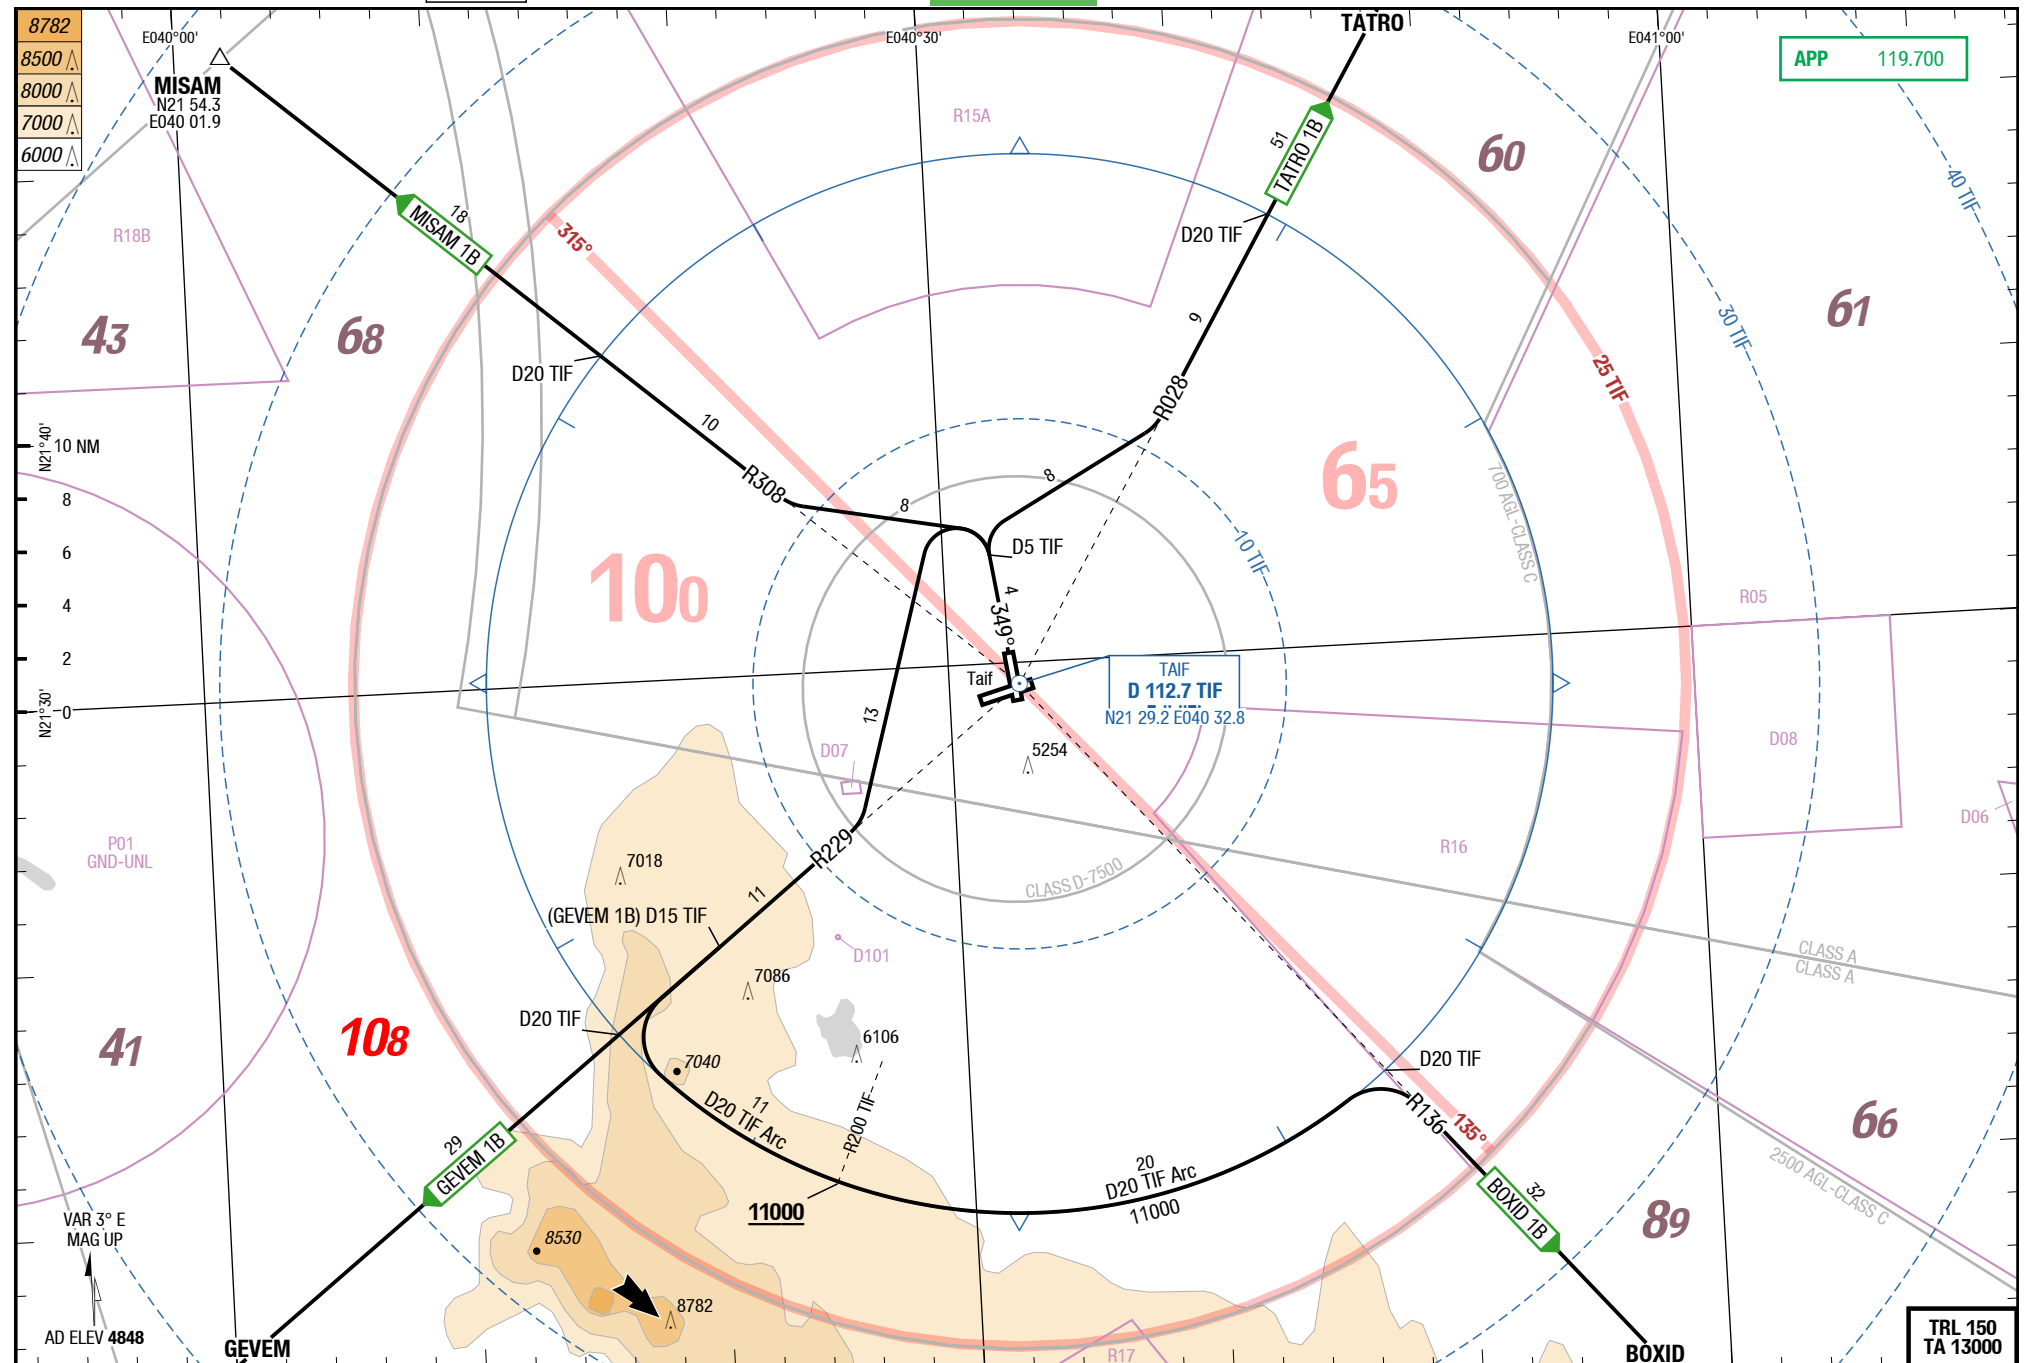 8782
8500
8000
7000
6000
E040°00'
E040°30'
E041°00'
TATRO
APP 119.700
MISAM
N21 54.3
E040 01.9
R15A
51
TATRO 1B
60
40 TIF
18
MISAM 1B
R18B
315°
D20 TIF
61
43
68
9
30 TIF
D20 TIF
25 TIF
R028
10
N21°40'
10 NM
8
6
4
2
0
N21°30'
R308
8
8
65
700 AGL-CLASS C
D5 TIF
10 TIF
100
4
349°
R05
Taif
TAIF
D 112.7 TIF
N21 29.2 E040 32.8
13
D07
5254
D08
D06
P01
GND-UNL
R229
R16
7018
CLASS D-7500
11
(GEVEM 1B) D15 TIF
D101
CLASS A
CLASS A
7086
D20 TIF
41
108
6106
7040
D20 TIF
11
D20 TIF Arc
R200 TIF
R136
135°
66
29
GEVEM 1B
20
D20 TIF Arc
11000
11000
2500 AGL-CLASS C
32
BOXID 1B
89
VAR 3° E
MAG UP
8530
8782
AD ELEV 4848
GEVEM
R17
BOXID
TRL 150
TA 13000